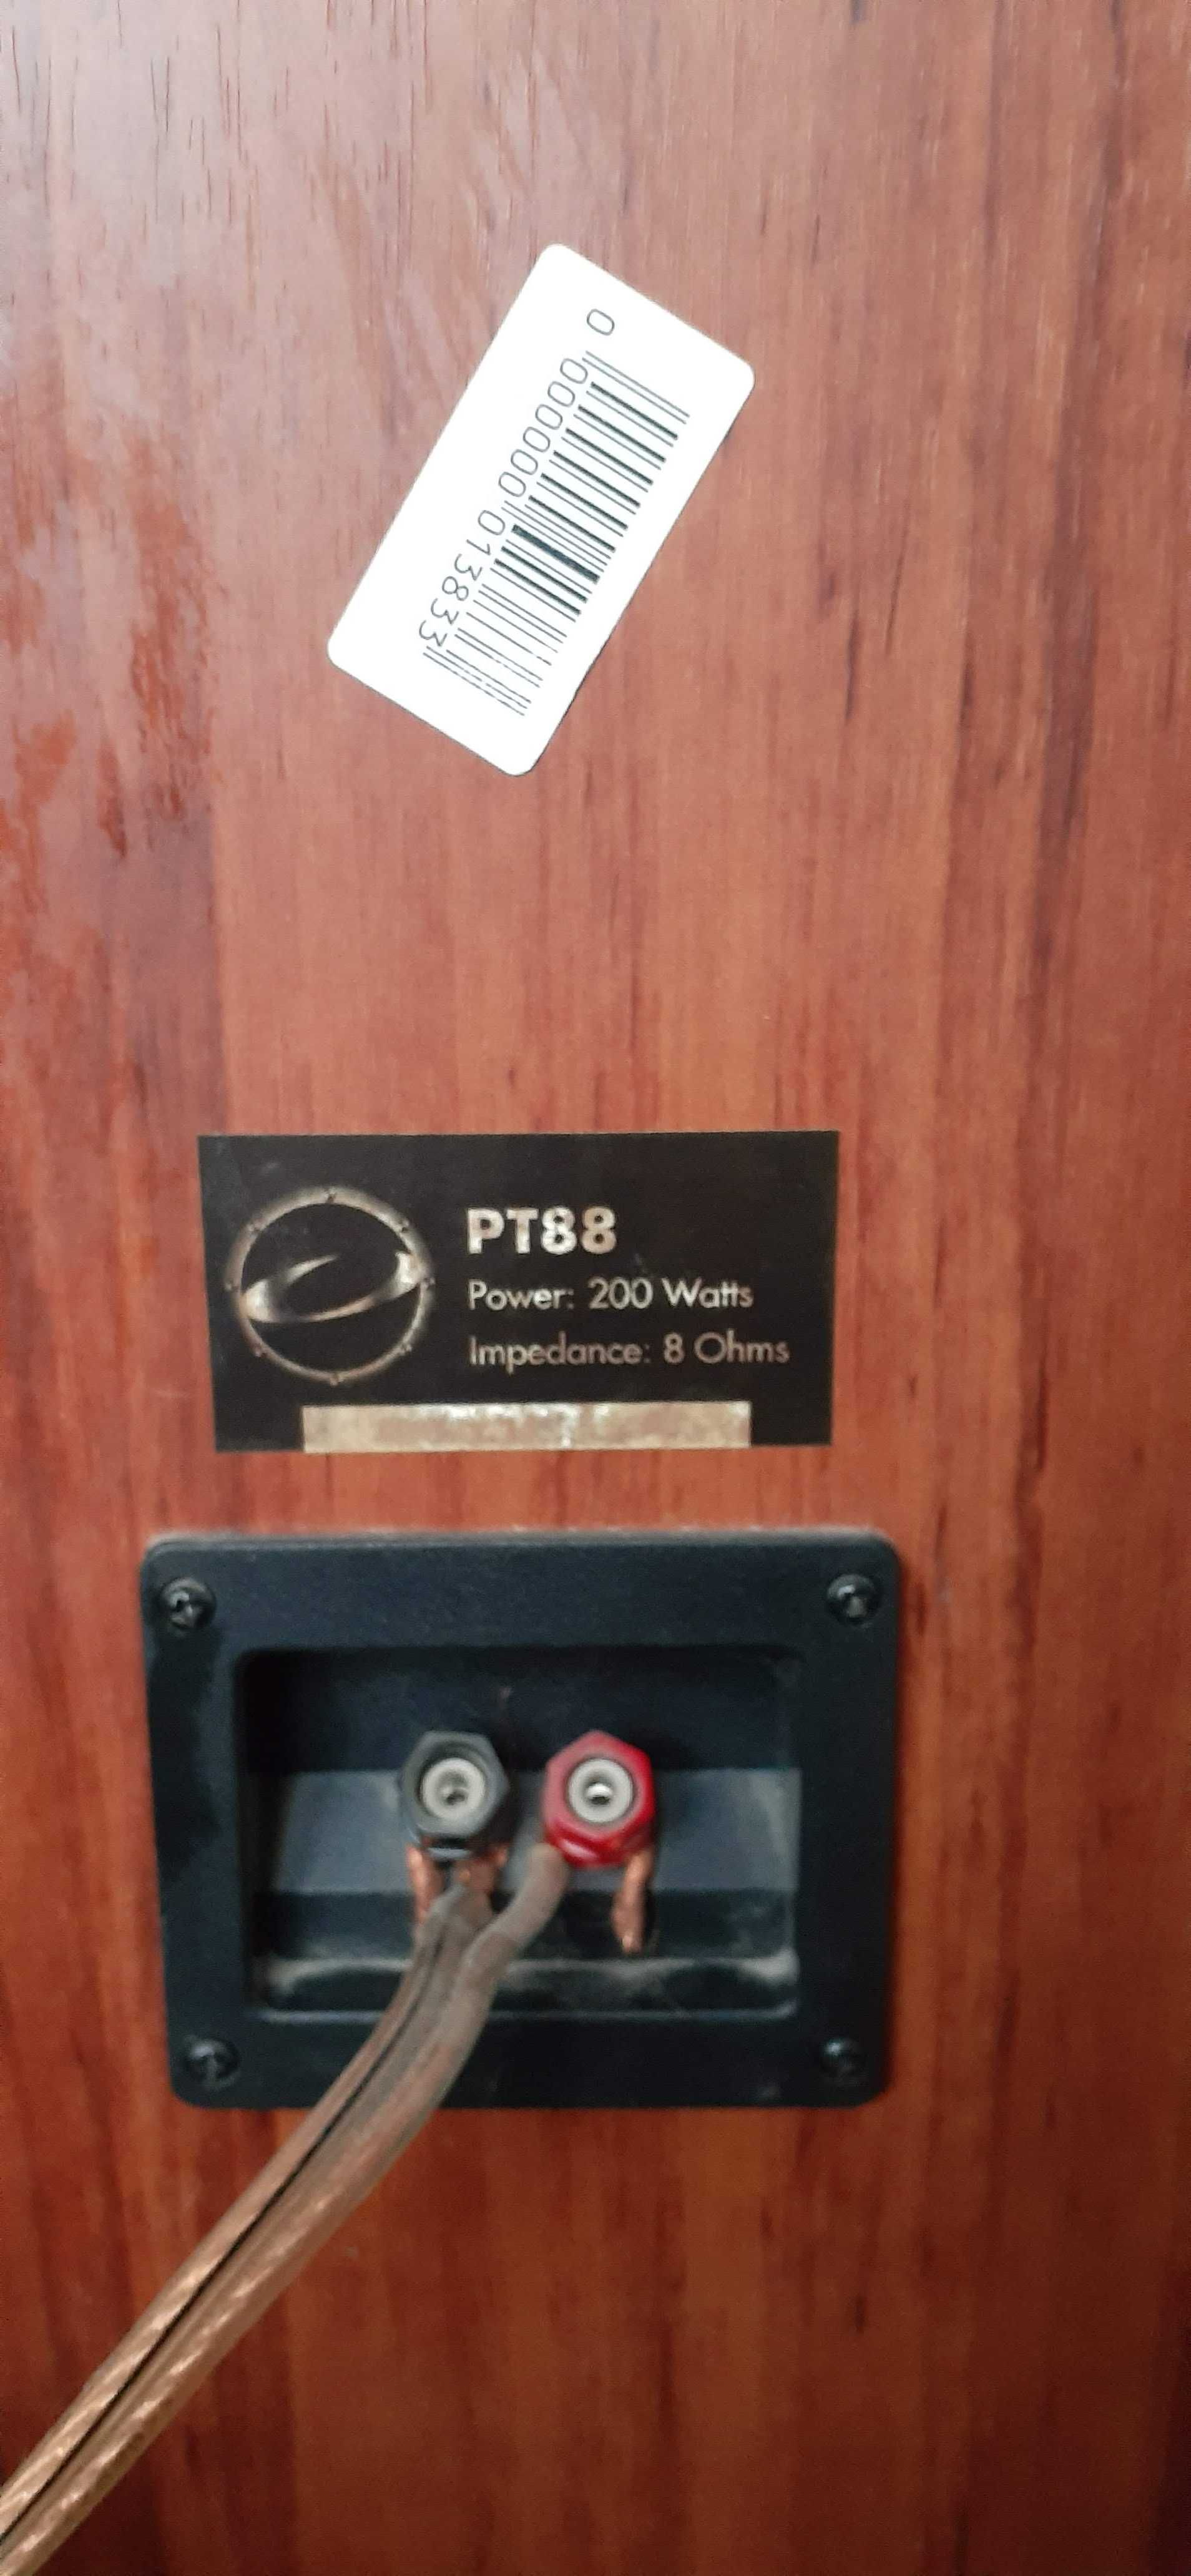 0 000000 013833
PT88
Power: 200 Watts
Impedance: 8 Ohms